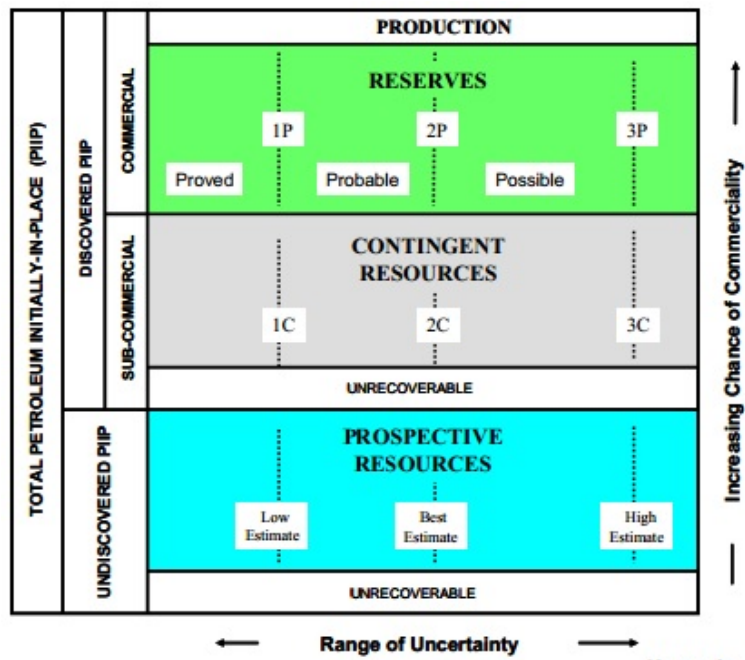 TOTAL PETROLEUM INITIALLY-IN-PLACE (PIIP)
DISCOVERED PIIP
UNDISCOVERED PIIP
COMMERCIAL
SUB-COMMERCIAL
PRODUCTION
RESERVES
1P 2P 3P
Proved Probable Possible
CONTINGENT
RESOURCES
1C 2C 3C
UNRECOVERABLE
PROSPECTIVE
RESOURCES
Low Best High
Estimate Estimate Estimate
UNRECOVERABLE
Increasing Chance of Commerciality
Range of Uncertainty